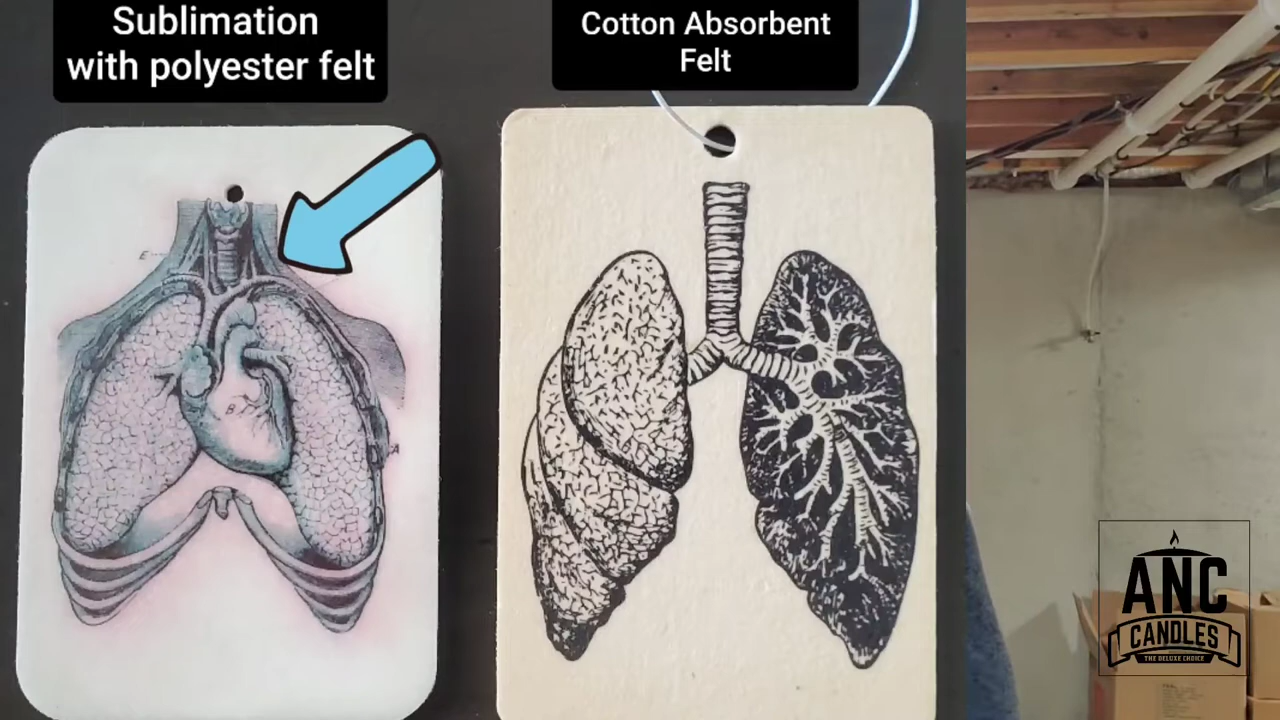 Sublimation
with polyester felt
Cotton Absorbent
Felt
E
B
A
ANC
CANDLES
THE DELUXE CHOICE